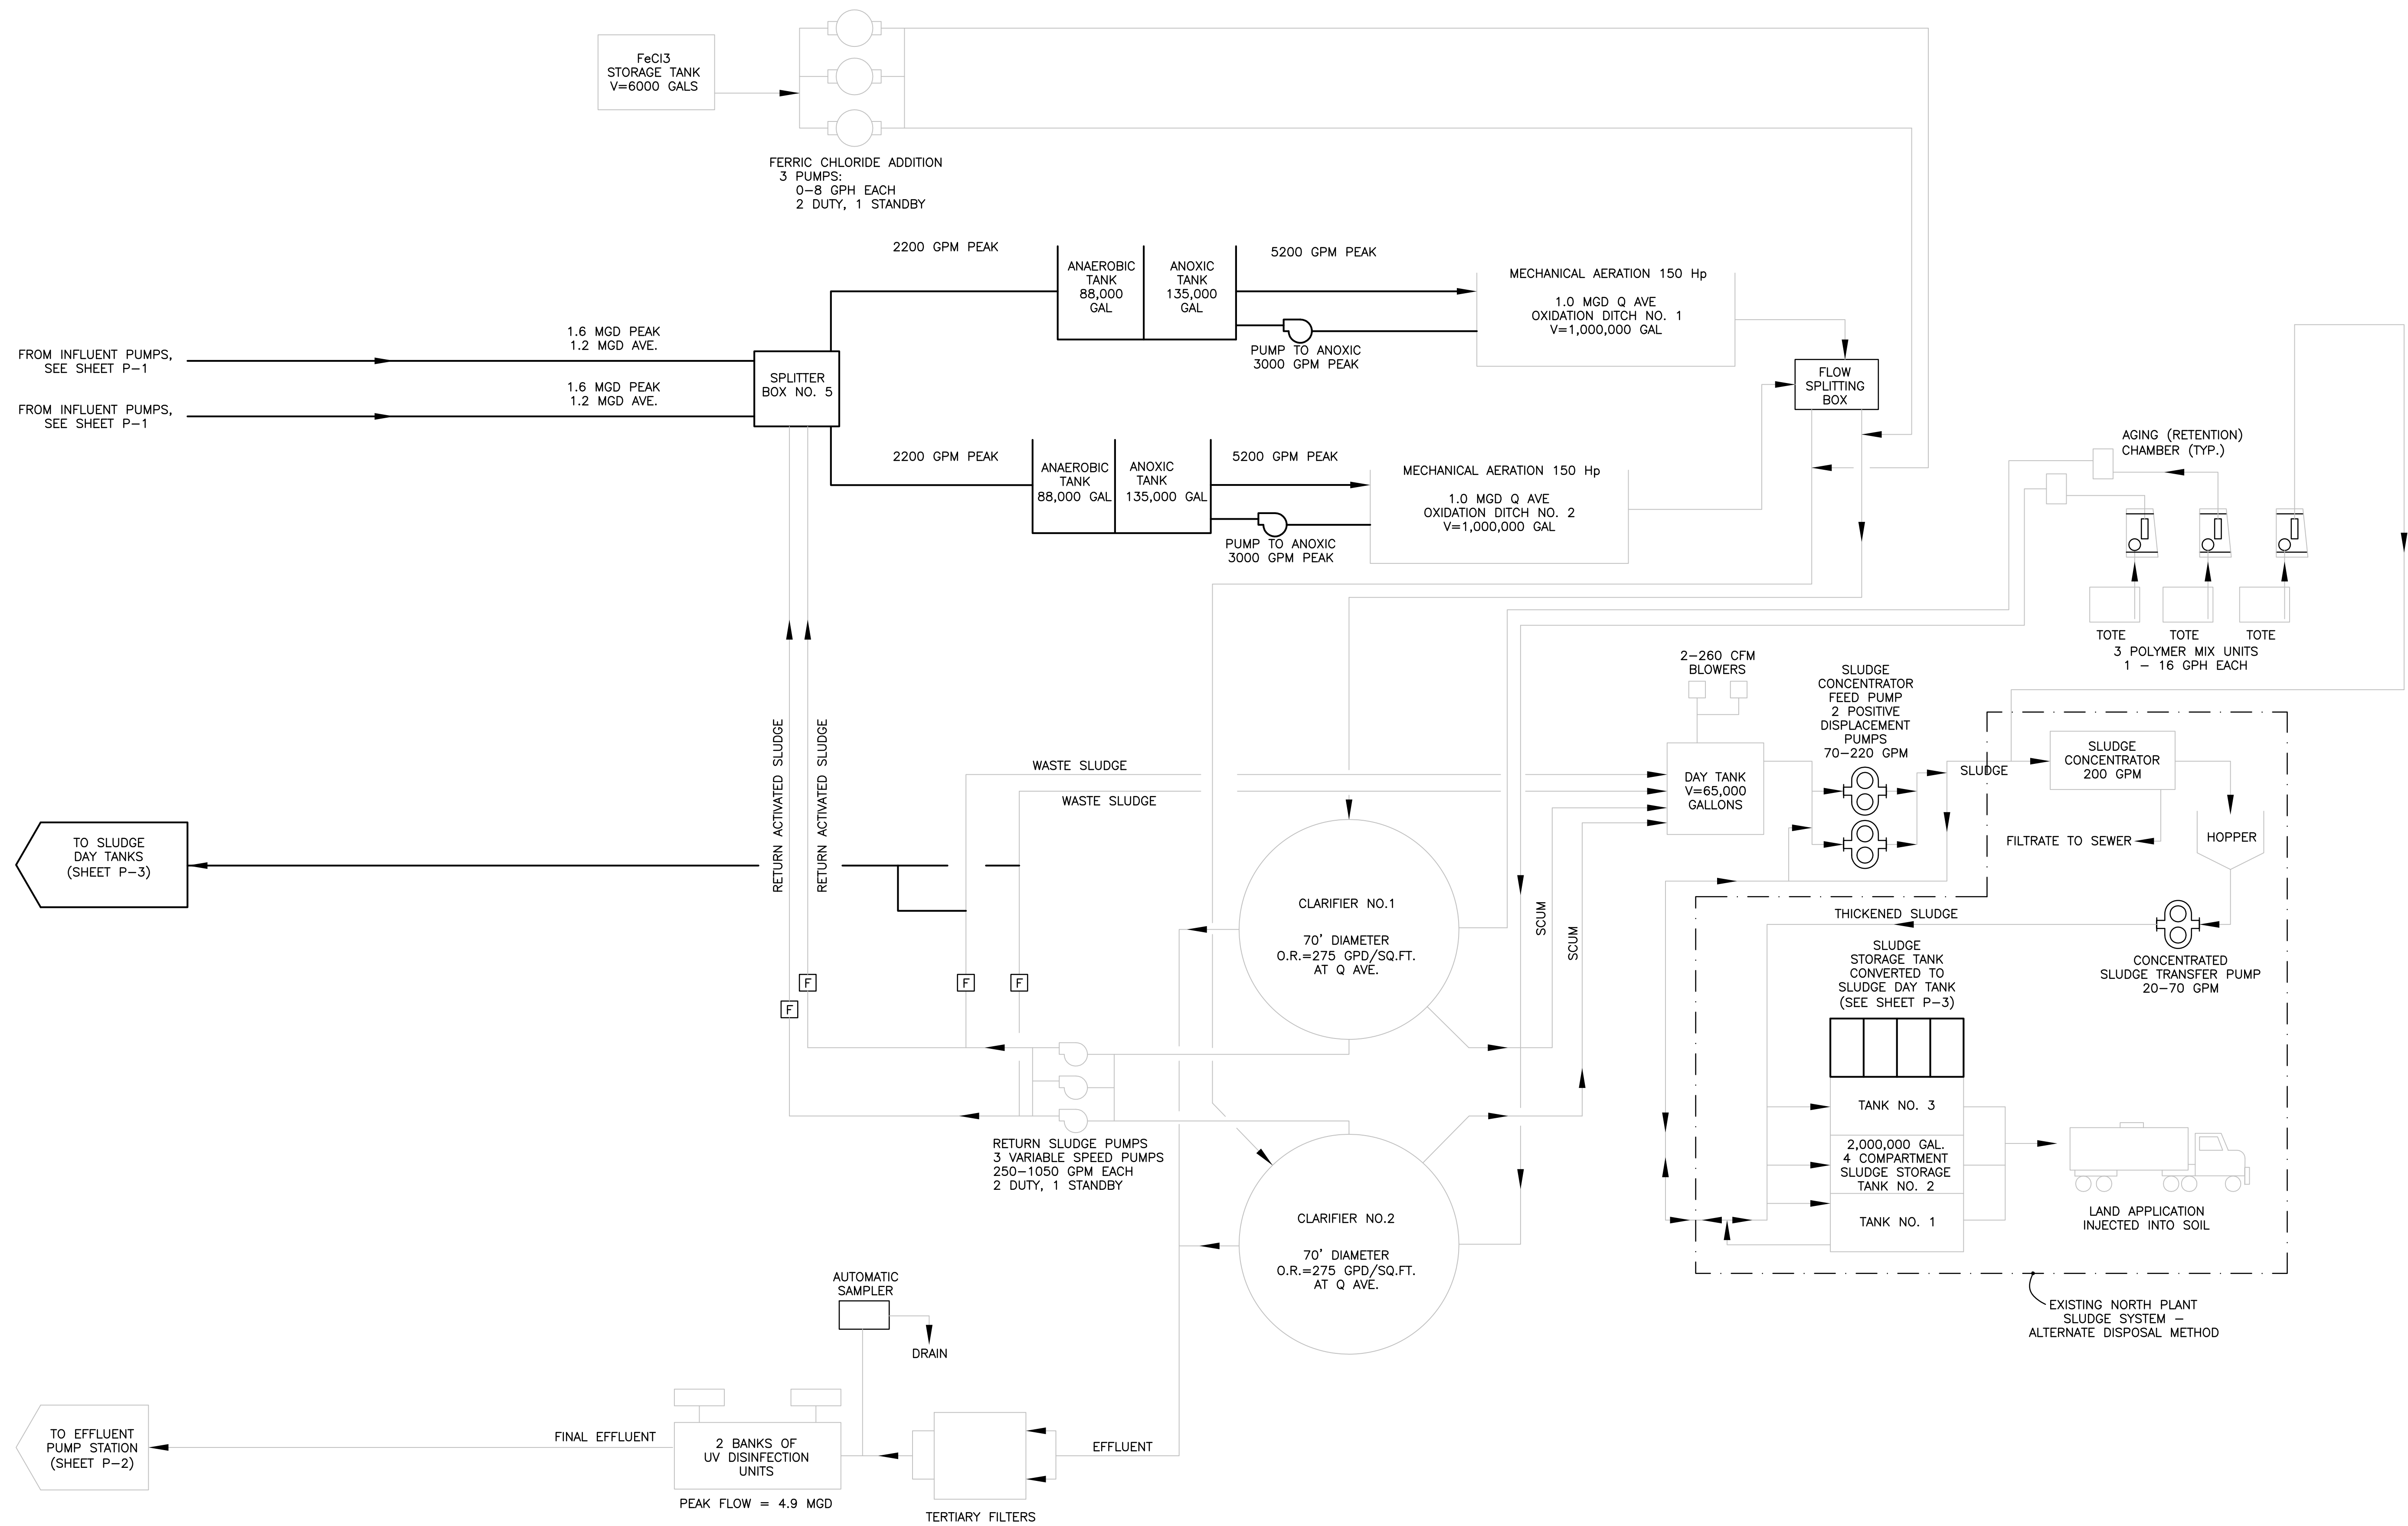 FeCl3
STORAGE TANK
V=6000 GALS
FERRIC CHLORIDE ADDITION
3 PUMPS:
0-8 GPH EACH
2 DUTY, 1 STANDBY
2200 GPM PEAK
ANAEROBIC
TANK
88,000
GAL
ANOXIC
TANK
135,000
GAL
5200 GPM PEAK
PUMP TO ANOXIC
3000 GPM PEAK
MECHANICAL AERATION 150 Hp
1.0 MGD Q AVE
OXIDATION DITCH NO. 1
V=1,000,000 GAL
1.6 MGD PEAK
1.2 MGD AVE.
FROM INFLUENT PUMPS,
SEE SHEET P-1
1.6 MGD PEAK
1.2 MGD AVE.
FROM INFLUENT PUMPS,
SEE SHEET P-1
SPLITTER
BOX NO. 5
FLOW
SPLITTING
BOX
2200 GPM PEAK
ANAEROBIC
TANK
88,000 GAL
ANOXIC
TANK
135,000 GAL
5200 GPM PEAK
PUMP TO ANOXIC
3000 GPM PEAK
MECHANICAL AERATION 150 Hp
1.0 MGD Q AVE
OXIDATION DITCH NO. 2
V=1,000,000 GAL
AGING (RETENTION)
CHAMBER (TYP.)
TOTE
TOTE
TOTE
3 POLYMER MIX UNITS
1 - 16 GPH EACH
2-260 CFM
BLOWERS
SLUDGE
CONCENTRATOR
FEED PUMP
2 POSITIVE
DISPLACEMENT
PUMPS
70-220 GPM
DAY TANK
V=65,000
GALLONS
SLUDGE
SLUDGE
CONCENTRATOR
200 GPM
FILTRATE TO SEWER
HOPPER
RETURN ACTIVATED SLUDGE
RETURN ACTIVATED SLUDGE
WASTE SLUDGE
WASTE SLUDGE
TO SLUDGE
DAY TANKS
(SHEET P-3)
CLARIFIER NO.1
70' DIAMETER
O.R.=275 GPD/SQ.FT.
AT Q AVE.
SCUM
SCUM
THICKENED SLUDGE
SLUDGE
STORAGE TANK
CONVERTED TO
SLUDGE DAY TANK
(SEE SHEET P-3)
CONCENTRATED
SLUDGE TRANSFER PUMP
20-70 GPM
F
F
F
F
RETURN SLUDGE PUMPS
3 VARIABLE SPEED PUMPS
250-1050 GPM EACH
2 DUTY, 1 STANDBY
TANK NO. 3
2,000,000 GAL.
4 COMPARTMENT
SLUDGE STORAGE
TANK NO. 2
TANK NO. 1
LAND APPLICATION
INJECTED INTO SOIL
CLARIFIER NO.2
70' DIAMETER
O.R.=275 GPD/SQ.FT.
AT Q AVE.
EXISTING NORTH PLANT
SLUDGE SYSTEM -
ALTERNATE DISPOSAL METHOD
AUTOMATIC
SAMPLER
DRAIN
TO EFFLUENT
PUMP STATION
(SHEET P-2)
FINAL EFFLUENT
2 BANKS OF
UV DISINFECTION
UNITS
PEAK FLOW = 4.9 MGD
EFFLUENT
TERTIARY FILTERS